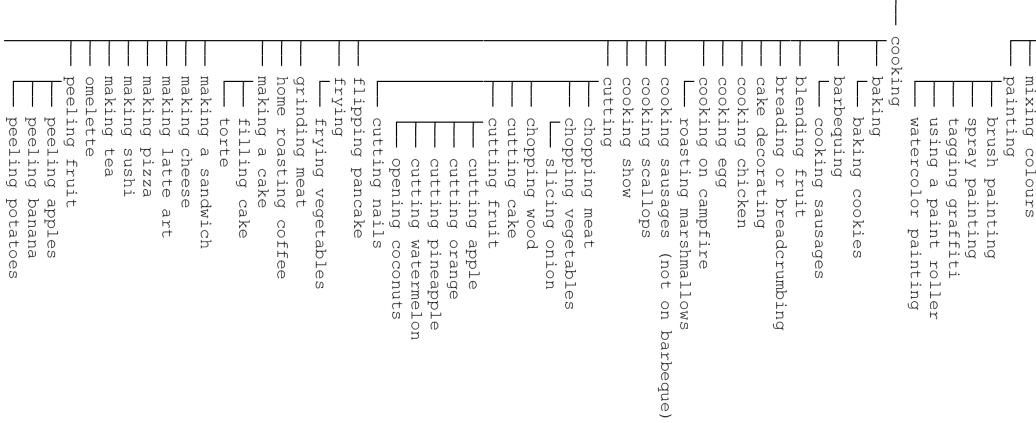 mixing colours
painting
brush painting
spray painting
tagging graffiti
using a paint roller
watercolor painting
cooking
baking
baking cookies
barbequing
cooking sausages
blending fruit
breading or breadcrumbing
cake decorating
cooking chicken
cooking egg
cooking on campfire
roasting marshmallows
cooking sausages (not on barbeque)
cooking scallops
cooking show
cutting
chopping meat
chopping vegetables
slicing onion
chopping wood
cutting cake
cutting fruit
cutting apple
cutting orange
cutting pineapple
cutting watermelon
opening coconuts
cutting nails
flipping pancake
frying
frying vegetables
grinding meat
home roasting coffee
making a cake
filling cake
torte
making a sandwich
making cheese
making latte art
making pizza
making sushi
making tea
omelette
peeling fruit
peeling apples
peeling banana
peeling potatoes